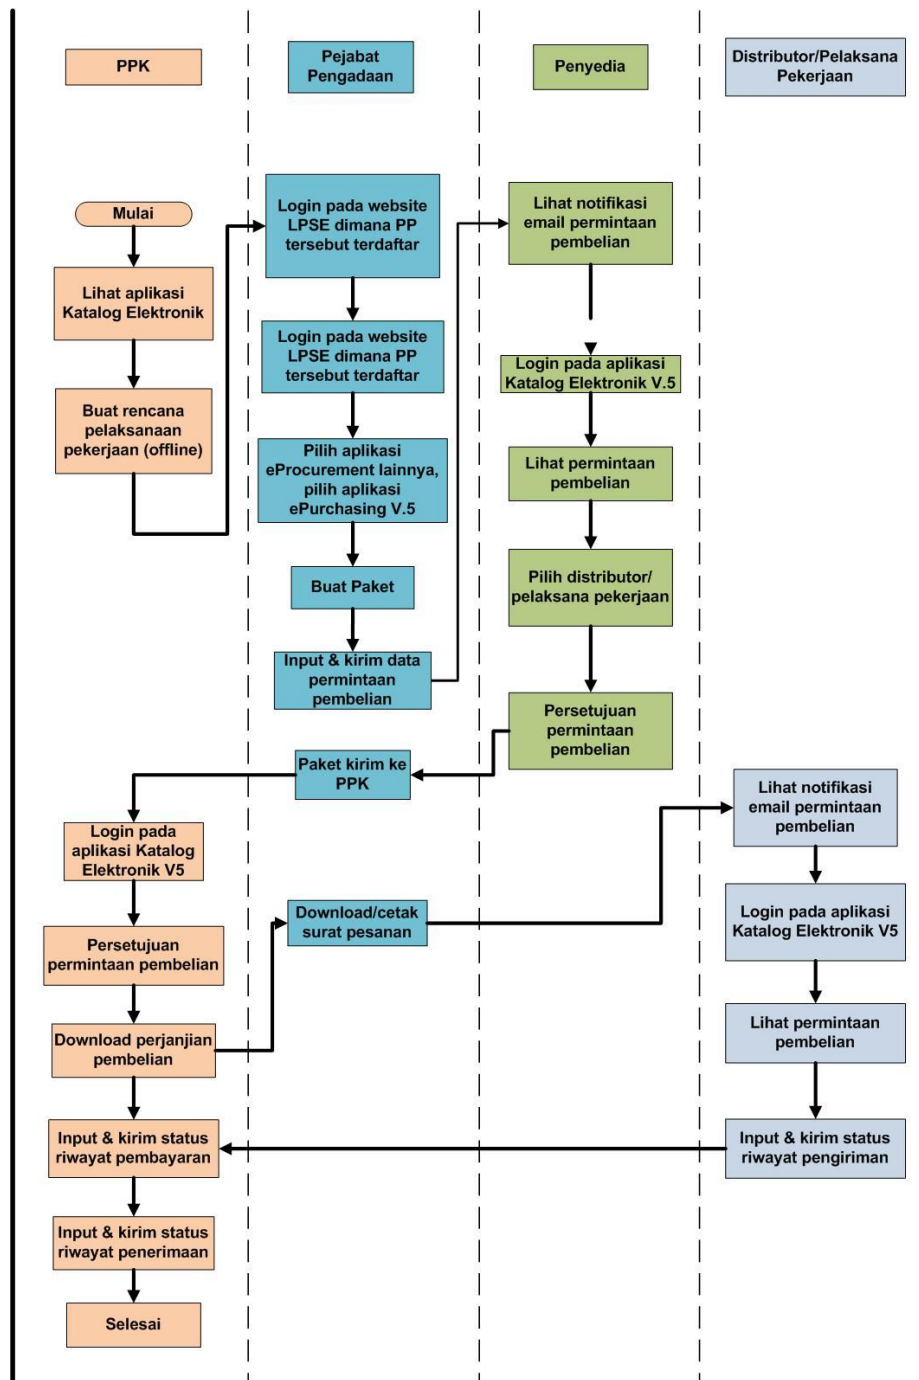 PPK
Pejabat
Pengadaan
Penyedia
Distributor/Pelaksana
Pekerjaan
Mulai
Lihat aplikasi
Katalog Elektronik
Buat rencana
pelaksanaan
pekerjaan (offline)
Login pada website
LPSE dimana PP
tersebut terdaftar
Login pada website
LPSE dimana PP
tersebut terdaftar
Pilih aplikasi
eProcurement lainnya,
pilih aplikasi
ePurchasing V.5
Buat Paket
Input & kirim data
permintaan
pembelian
Lihat notifikasi
email permintaan
pembelian
Login pada aplikasi
Katalog Elektronik V.5
Lihat permintaan
pembelian
Pilih distributor/
pelaksana pekerjaan
Persetujuan
permintaan
pembelian
Paket kirim ke
PPK
Login pada
aplikasi Katalog
Elektronik V5
Persetujuan
permintaan pembelian
Download perjanjian
pembelian
Download/cetak
surat pesanan
Lihat notifikasi
email permintaan
pembelian
Login pada aplikasi
Katalog Elektronik V5
Lihat permintaan
pembelian
Input & kirim status
riwayat pengiriman
Input & kirim status
riwayat pembayaran
Input & kirim status
riwayat penerimaan
Selesai